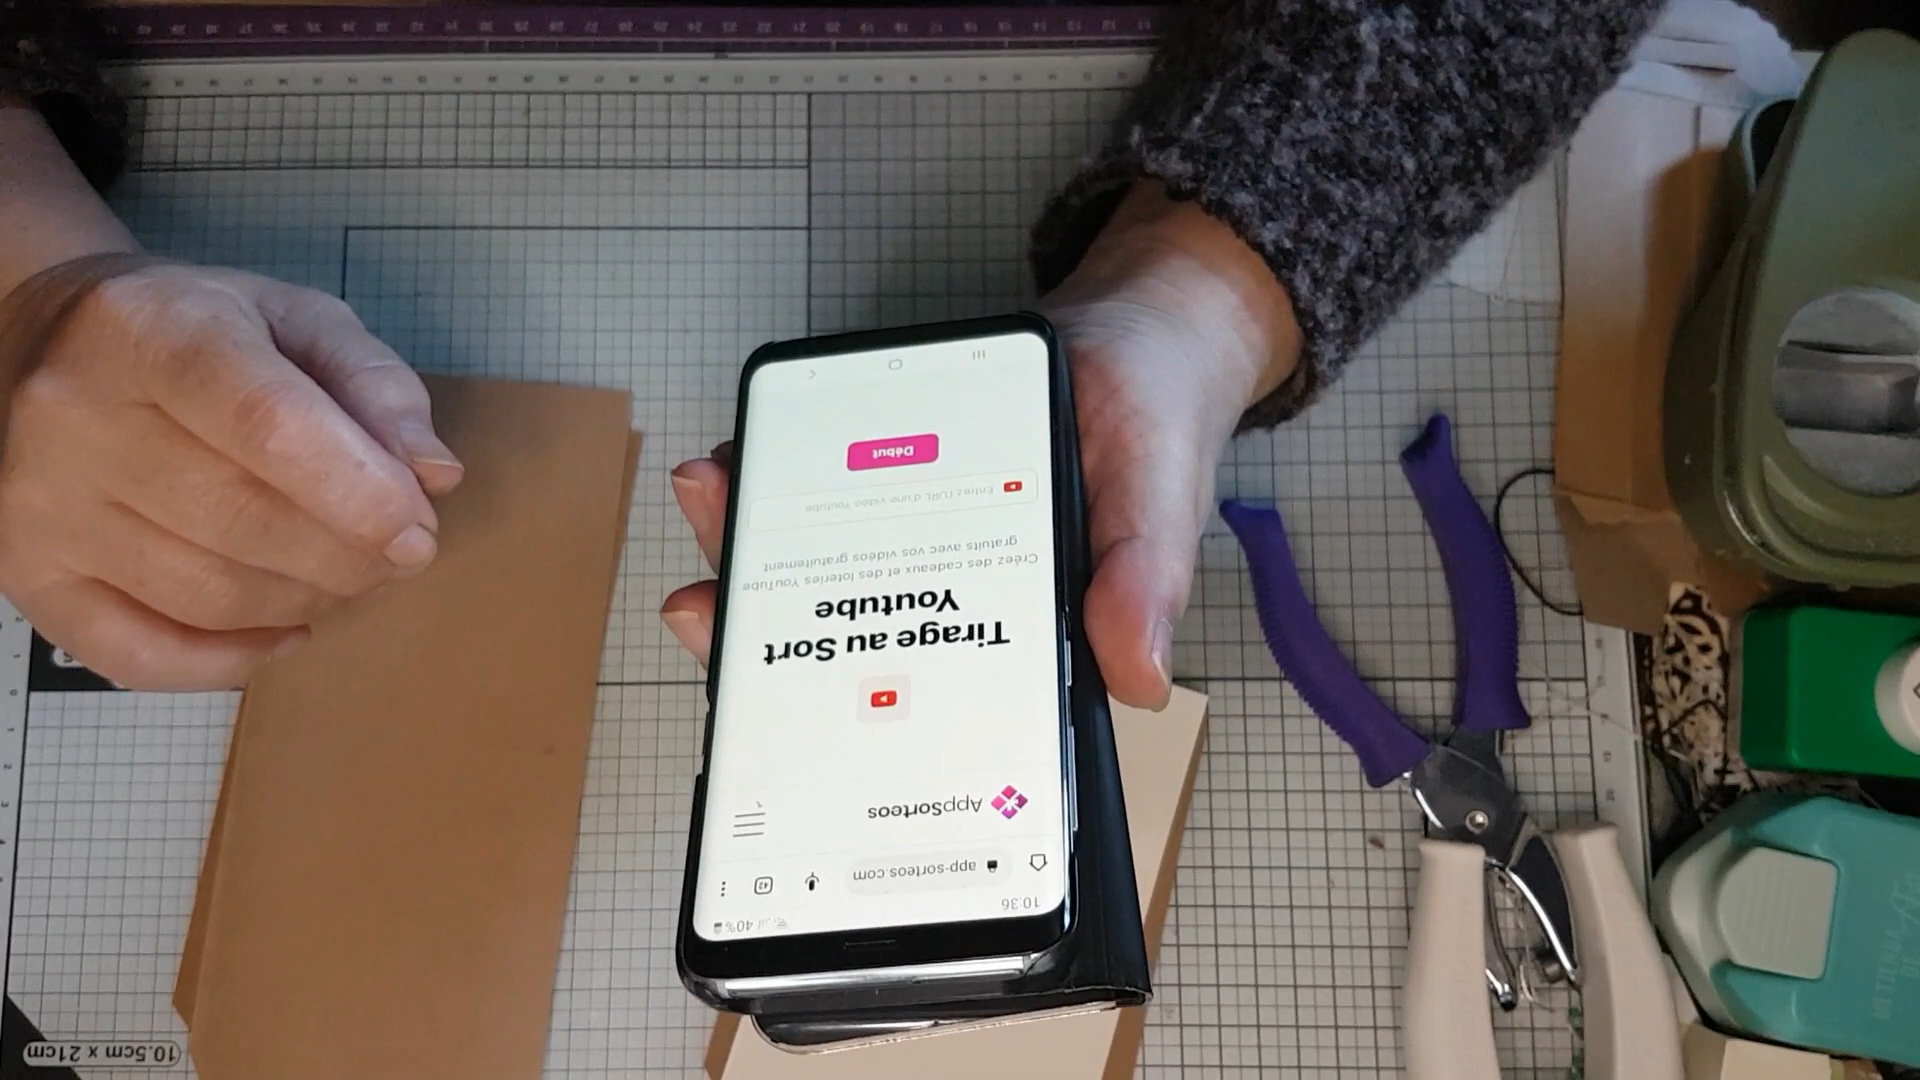 10:36
40%
app-sorteos.com
42
AppSorteos
Tirage au Sort
Youtube
Créez des cadeaux et des loteries YouTube
gratuits avec vos vidéos gratuitement
Entrez l'URL d'une vidéo Youtube
Début
10.5cm x 21cm